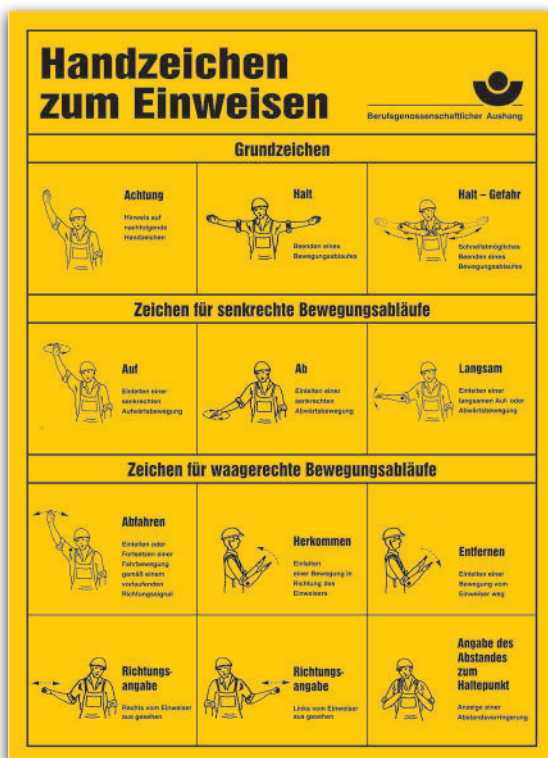 Handzeichen
zum Einweisen
Berufsgenossenschaftlicher Aushang
Grundzeichen
Achtung
Hinweis auf
nachfolgende
Handzeichen
Halt
Beenden eines
Bewegungsablaufes
Halt – Gefahr
Schnellstmögliches
Beenden eines
Bewegungsablaufes
Zeichen für senkrechte Bewegungsabläufe
Auf
Einleiten einer
senkrechten
Aufwärtsbewegung
Ab
Einleiten einer
senkrechten
Abwärtsbewegung
Langsam
Einleiten einer
langsamen Auf- oder
Abwärtsbewegung
Zeichen für waagerechte Bewegungsabläufe
Abfahren
Einleiten oder
Fortsetzen einer
Fahrbewegung
gemäß einem
vorlaufenden
Richtungssignal
Herkommen
Einleiten
einer Bewegung in
Richtung des
Einweisers
Entfernen
Einleiten einer
Bewegung vom
Einweiser weg
Richtungs-
angabe
Rechts vom Einweiser
aus gesehen
Richtungs-
angabe
Links vom Einweiser
aus gesehen
Angabe des
Abstandes
zum
Haltepunkt
Anzeige einer
Abstandsverringerung